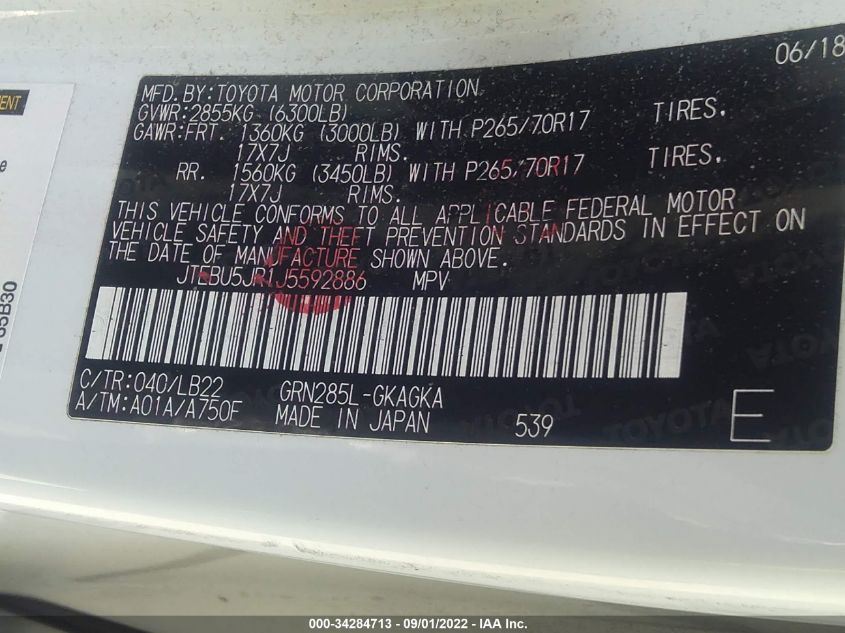 06/18
MFD.BY:TOYOTA MOTOR CORPORATION
GVWR:2855KG (6300LB)
GAWR:FRT. 1360KG (3000LB) WITH P265/70R17 TIRES.
17X7J RIMS.
RR. 1560KG (3450LB) WITH P265/70R17 TIRES.
17X7J RIMS.
THIS VEHICLE CONFORMS TO ALL APPLICABLE FEDERAL MOTOR
VEHICLE SAFETY AND THEFT PREVENTION STANDARDS IN EFFECT ON
THE DATE OF MANUFACTURE SHOWN ABOVE.
JTEBU5JR1J5592886 MPV
C/TR:040/LB22 GRN285L-GKAGKA
A/TM:A01A/A750F MADE IN JAPAN 539 E
000-34284713 - 09/01/2022 - IAA Inc.